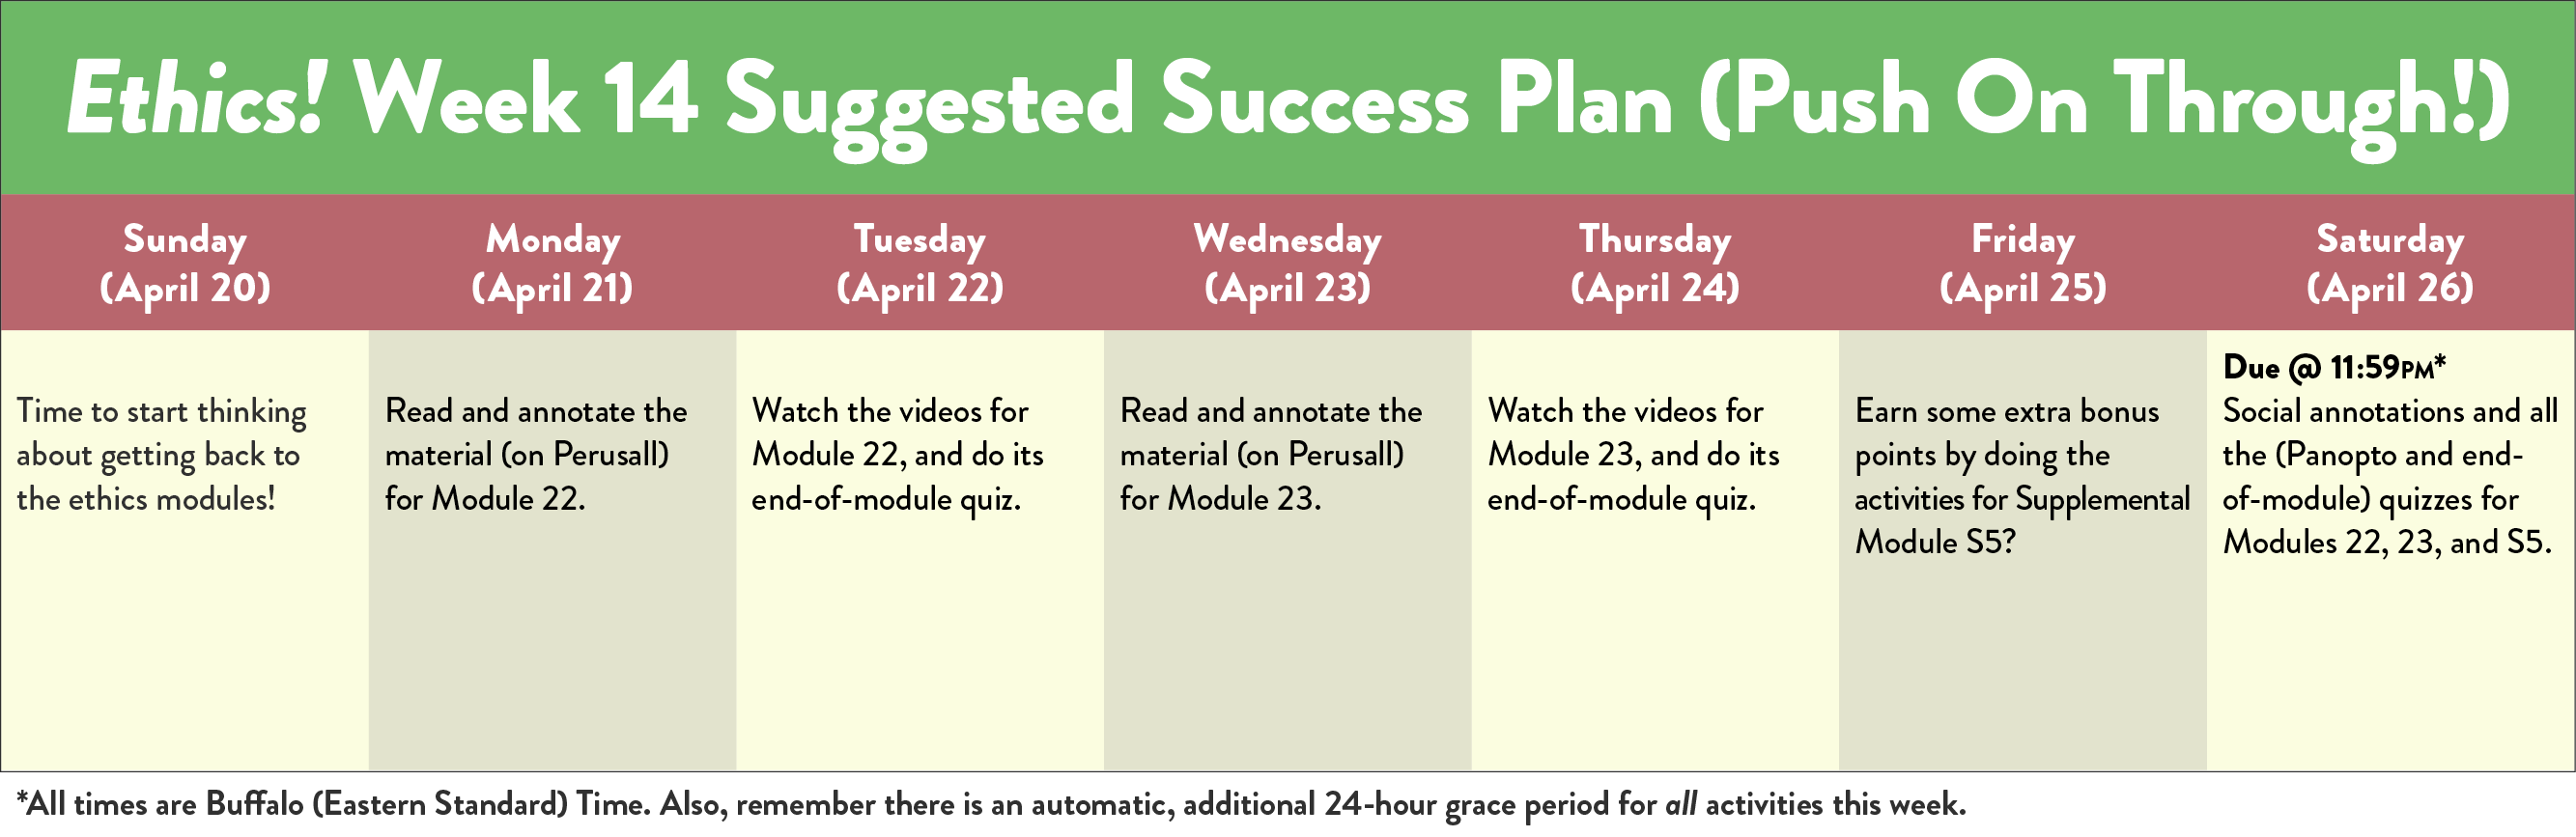 Ethics! Week 14 Suggested Success Plan (Push On Through!)
Sunday
(April 20)
Monday
(April 21)
Tuesday
(April 22)
Wednesday
(April 23)
Thursday
(April 24)
Friday
(April 25)
Saturday
(April 26)
Time to start thinking
about getting back to
the ethics modules!
Read and annotate the
material (on Perusall)
for Module 22.
Watch the videos for
Module 22, and do its
end-of-module quiz.
Read and annotate the
material (on Perusall)
for Module 23.
Watch the videos for
Module 23, and do its
end-of-module quiz.
Earn some extra bonus
points by doing the
activities for Supplemental
Module S5?
Due @ 11:59PM*
Social annotations and all
the (Panopto and end-
of-module) quizzes for
Modules 22, 23, and S5.
*All times are Buffalo (Eastern Standard) Time. Also, remember there is an automatic, additional 24-hour grace period for all activities this week.